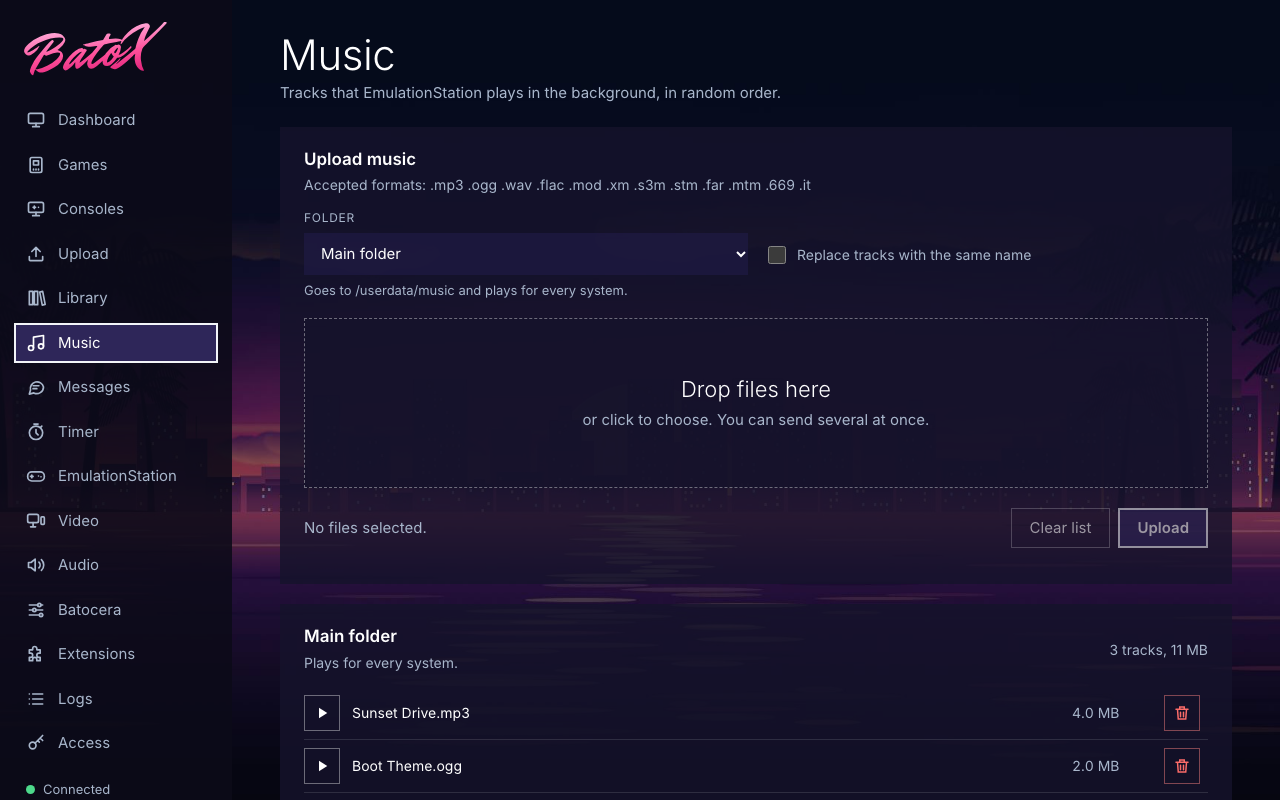 BatoX
Dashboard
Games
Consoles
Upload
Library
Music
Messages
Timer
EmulationStation
Video
Audio
Batocera
Extensions
Logs
Access
Connected
Music
Tracks that EmulationStation plays in the background, in random order.
Upload music
Accepted formats: .mp3 .ogg .wav .flac .mod .xm .s3m .stm .far .mtm .669 .it
FOLDER
Main folder
Replace tracks with the same name
Goes to /userdata/music and plays for every system.
Drop files here
or click to choose. You can send several at once.
No files selected.
Clear list
Upload
Main folder
Plays for every system.
3 tracks, 11 MB
Sunset Drive.mp3 4.0 MB
Boot Theme.ogg 2.0 MB